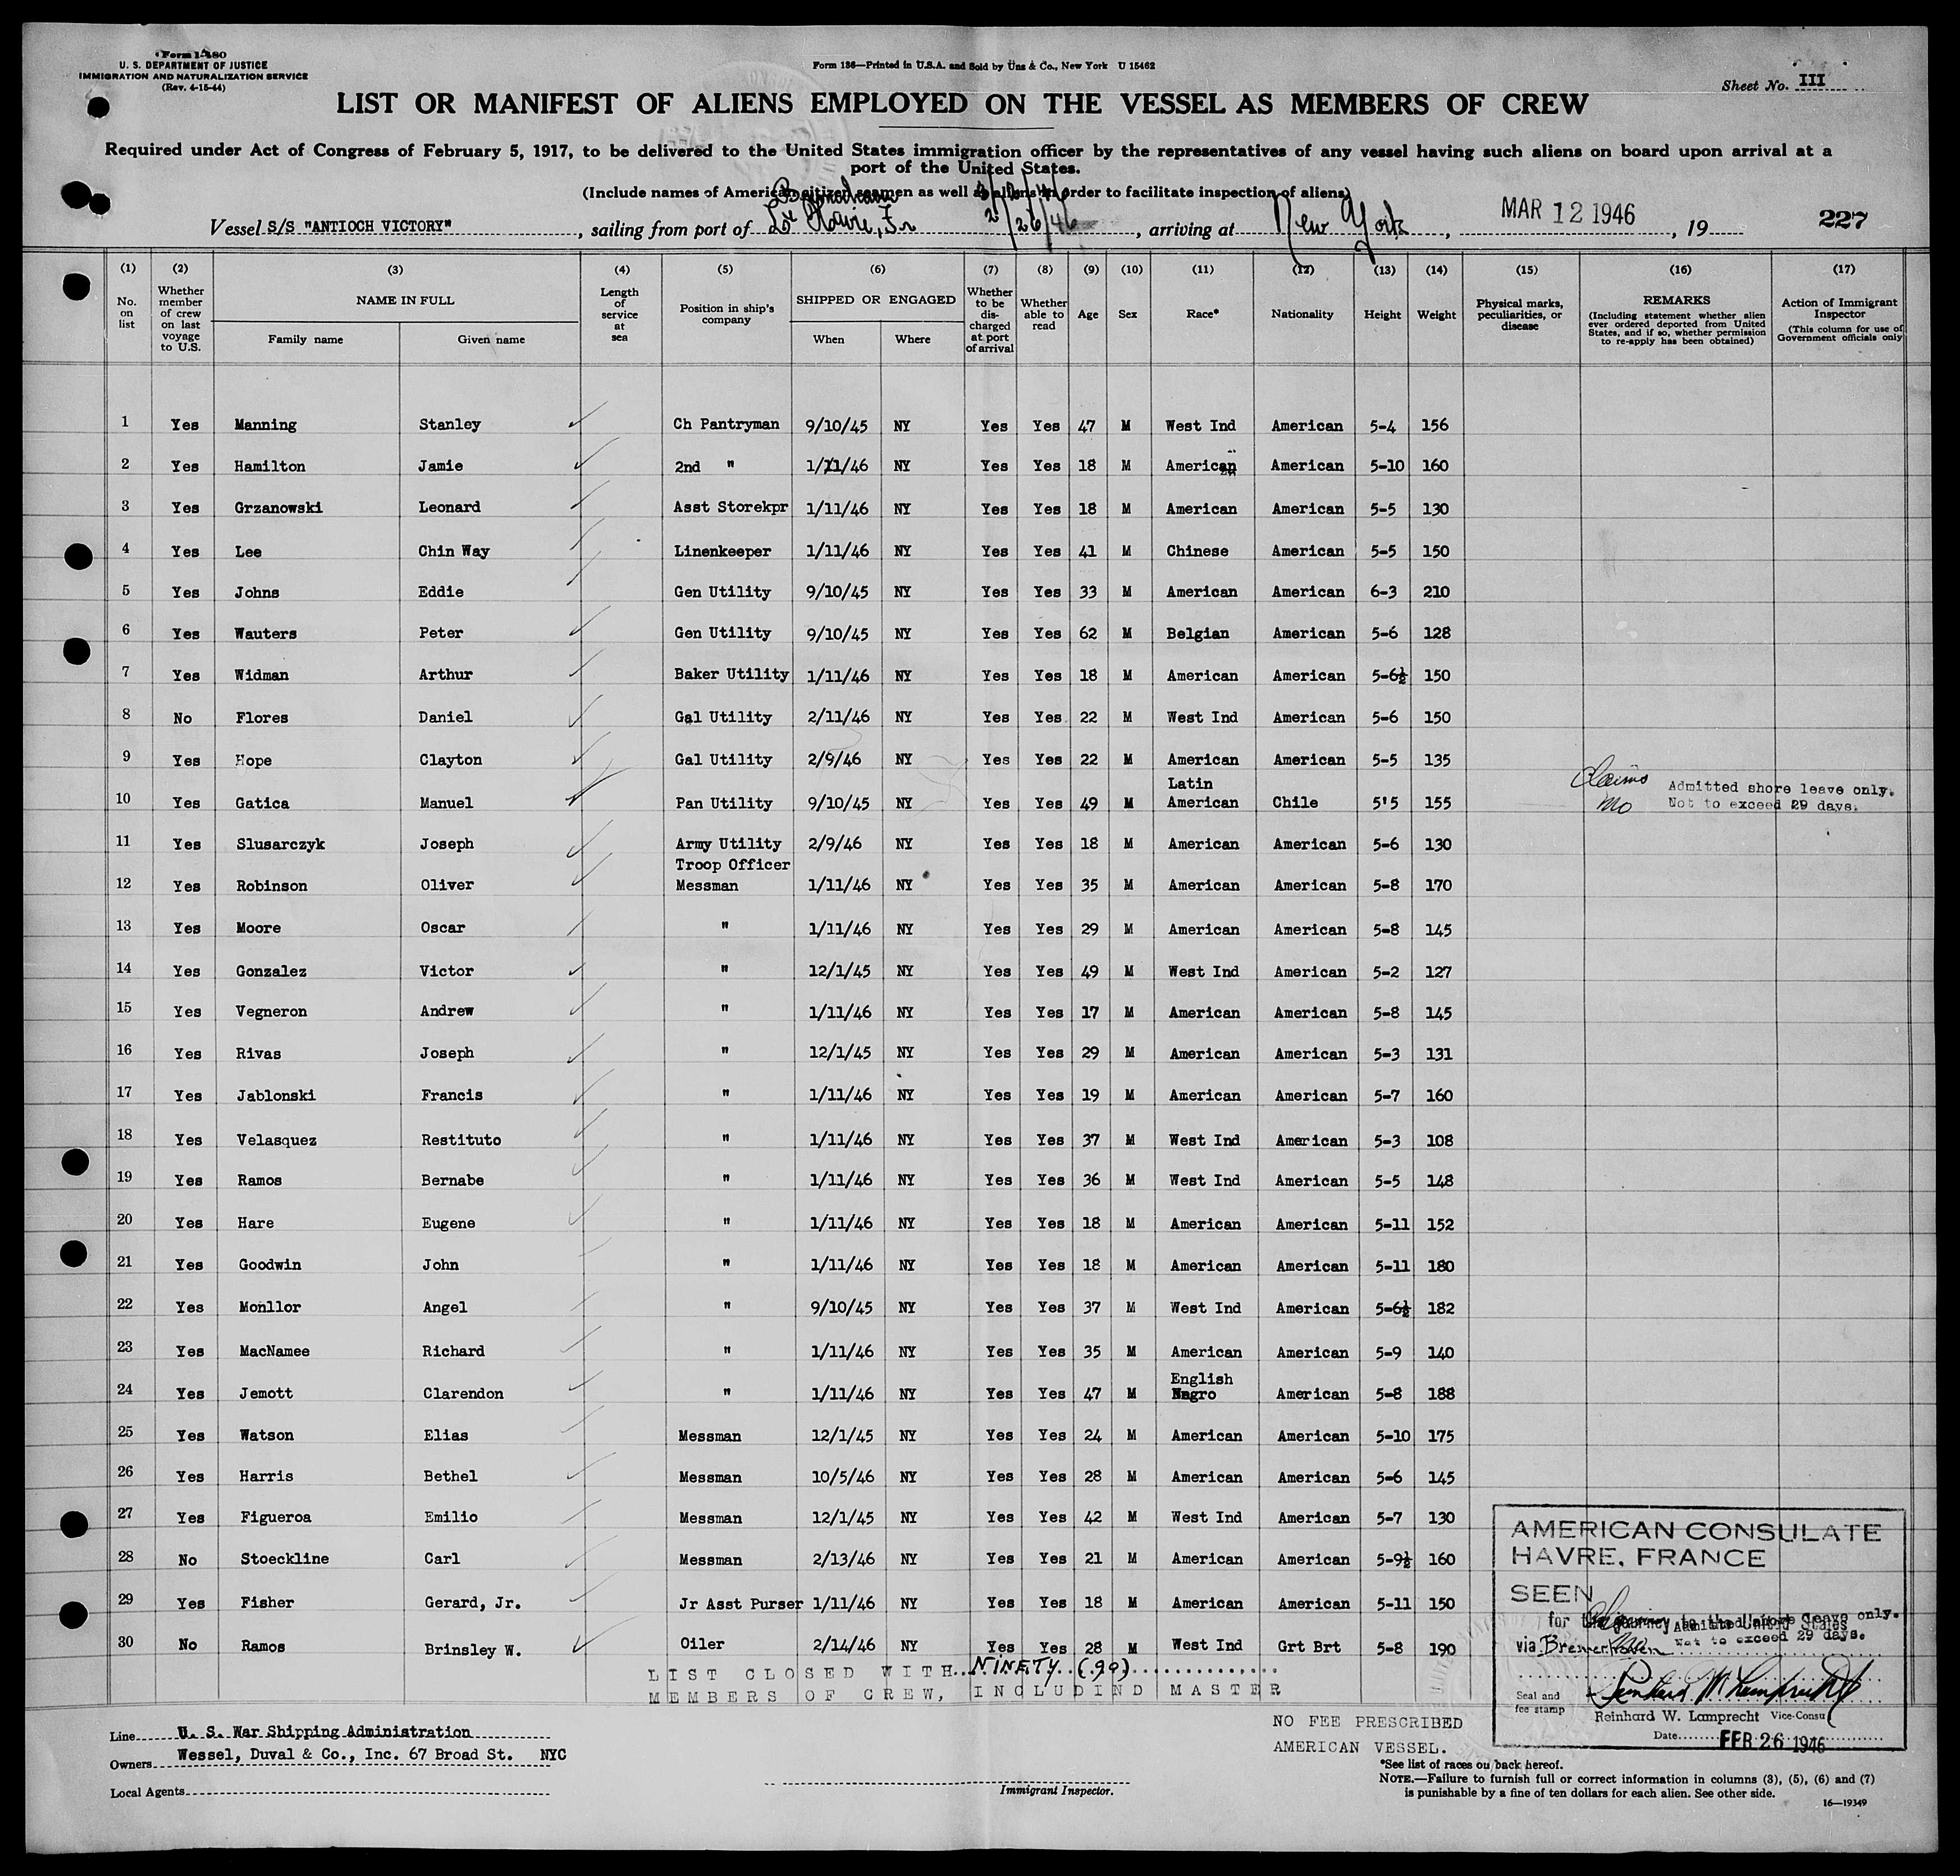 Form I-480
U. S. DEPARTMENT OF JUSTICE
IMMIGRATION AND NATURALIZATION SERVICE
(Rev. 4-15-44)
Form 136—Printed in U.S.A. and Sold by Unz & Co., New York U 15462
Sheet No. III
LIST OR MANIFEST OF ALIENS EMPLOYED ON THE VESSEL AS MEMBERS OF CREW
Required under Act of Congress of February 5, 1917, to be delivered to the United States immigration officer by the representatives of any vessel having such aliens on board upon arrival at a
port of the United States.
(Include names of American citizen seamen as well as aliens in order to facilitate inspection of aliens)
Vessel S/S "ANTIOCH VICTORY", sailing from port of Le Havre, Fr 2/26/46, arriving at New York, MAR 12 1946, 19 227
(1) (2) (3) (4) (5) (6) (7) (8) (9) (10) (11) (12) (13) (14) (15) (16) (17)
No. on list
Whether member of crew on last voyage to U.S.
NAME IN FULL
Family name
Given name
Length of service at sea
Position in ship's company
SHIPPED OR ENGAGED
When
Where
Whether to be discharged at port of arrival
Whether able to read
Age
Sex
Race*
Nationality
Height
Weight
Physical marks, peculiarities, or disease
REMARKS
(Including statement whether alien ever ordered deported from United States, and if so, whether permission to re-apply has been obtained)
Action of Immigrant Inspector
(This column for use of Government officials only)
1 Yes Manning Stanley Ch Pantryman 9/10/45 NY Yes Yes 47 M West Ind American 5-4 156
2 Yes Hamilton Jamie 2nd " 1/11/46 NY Yes Yes 18 M American American 5-10 160
3 Yes Grzanowski Leonard Asst Storekpr 1/11/46 NY Yes Yes 18 M American American 5-5 130
4 Yes Lee Chin Way Linenkeeper 1/11/46 NY Yes Yes 41 M Chinese American 5-5 150
5 Yes Johns Eddie Gen Utility 9/10/45 NY Yes Yes 33 M American American 6-3 210
6 Yes Wauters Peter Gen Utility 9/10/45 NY Yes Yes 62 M Belgian American 5-6 128
7 Yes Widman Arthur Baker Utility 1/11/46 NY Yes Yes 18 M American American 5-6½ 150
8 No Flores Daniel Gal Utility 2/11/46 NY Yes Yes 22 M West Ind American 5-6 150
9 Yes Hope Clayton Gal Utility 2/9/46 NY Yes Yes 22 M American American 5-5 135
10 Yes Gatica Manuel Pan Utility 9/10/45 NY Yes Yes 49 M Latin American Chile 5'5 155 Claims no Admitted shore leave only. Not to exceed 29 days.
11 Yes Slusarczyk Joseph Army Utility 2/9/46 NY Yes Yes 18 M American American 5-6 130
12 Yes Robinson Oliver Troop Officer Messman 1/11/46 NY Yes Yes 35 M American American 5-8 170
13 Yes Moore Oscar " 1/11/46 NY Yes Yes 29 M American American 5-8 145
14 Yes Gonzalez Victor " 12/1/45 NY Yes Yes 49 M West Ind American 5-2 127
15 Yes Vegneron Andrew " 1/11/46 NY Yes Yes 17 M American American 5-8 145
16 Yes Rivas Joseph " 12/1/45 NY Yes Yes 29 M American American 5-3 131
17 Yes Jablonski Francis " 1/11/46 NY Yes Yes 19 M American American 5-7 160
18 Yes Velasquez Restituto " 1/11/46 NY Yes Yes 37 M West Ind American 5-3 108
19 Yes Ramos Bernabe " 1/11/46 NY Yes Yes 36 M West Ind American 5-5 148
20 Yes Hare Eugene " 1/11/46 NY Yes Yes 18 M American American 5-11 152
21 Yes Goodwin John " 1/11/46 NY Yes Yes 18 M American American 5-11 180
22 Yes Monllor Angel " 9/10/45 NY Yes Yes 37 M West Ind American 5-6½ 182
23 Yes MacNamee Richard " 1/11/46 NY Yes Yes 35 M American American 5-9 140
24 Yes Jemott Clarendon " 1/11/46 NY Yes Yes 47 M English Negro American 5-8 188
25 Yes Watson Elias Messman 12/1/45 NY Yes Yes 24 M American American 5-10 175
26 Yes Harris Bethel Messman 10/5/46 NY Yes Yes 28 M American American 5-6 145
27 Yes Figueroa Emilio Messman 12/1/45 NY Yes Yes 42 M West Ind American 5-7 130
28 No Stoeckline Carl Messman 2/13/46 NY Yes Yes 21 M American American 5-9½ 160
29 Yes Fisher Gerard, Jr. Jr Asst Purser 1/11/46 NY Yes Yes 18 M American American 5-11 150
30 No Ramos Brinsley W. Oiler 2/14/46 NY Yes Yes 28 M West Ind Grt Brt 5-8 190
LIST CLOSED WITH NINETY (90)
MEMBERS OF CREW, INCLUDIND MASTER
AMERICAN CONSULATE
HAVRE, FRANCE
SEEN
for the journey to the United States
Admitted shore leave only.
via Bremerhaven Not to exceed 29 days.
Seal and fee stamp
Reinhard W. Lamprecht Vice-Consul
Date FEB 26 1946
NO FEE PRESCRIBED
AMERICAN VESSEL.
Line U. S. War Shipping Administration
Owners Wessel, Duval & Co., Inc. 67 Broad St. NYC
Local Agents
Immigrant Inspector.
*See list of races on back hereof.
NOTE.—Failure to furnish full or correct information in columns (3), (5), (6) and (7)
is punishable by a fine of ten dollars for each alien. See other side.
16—19349